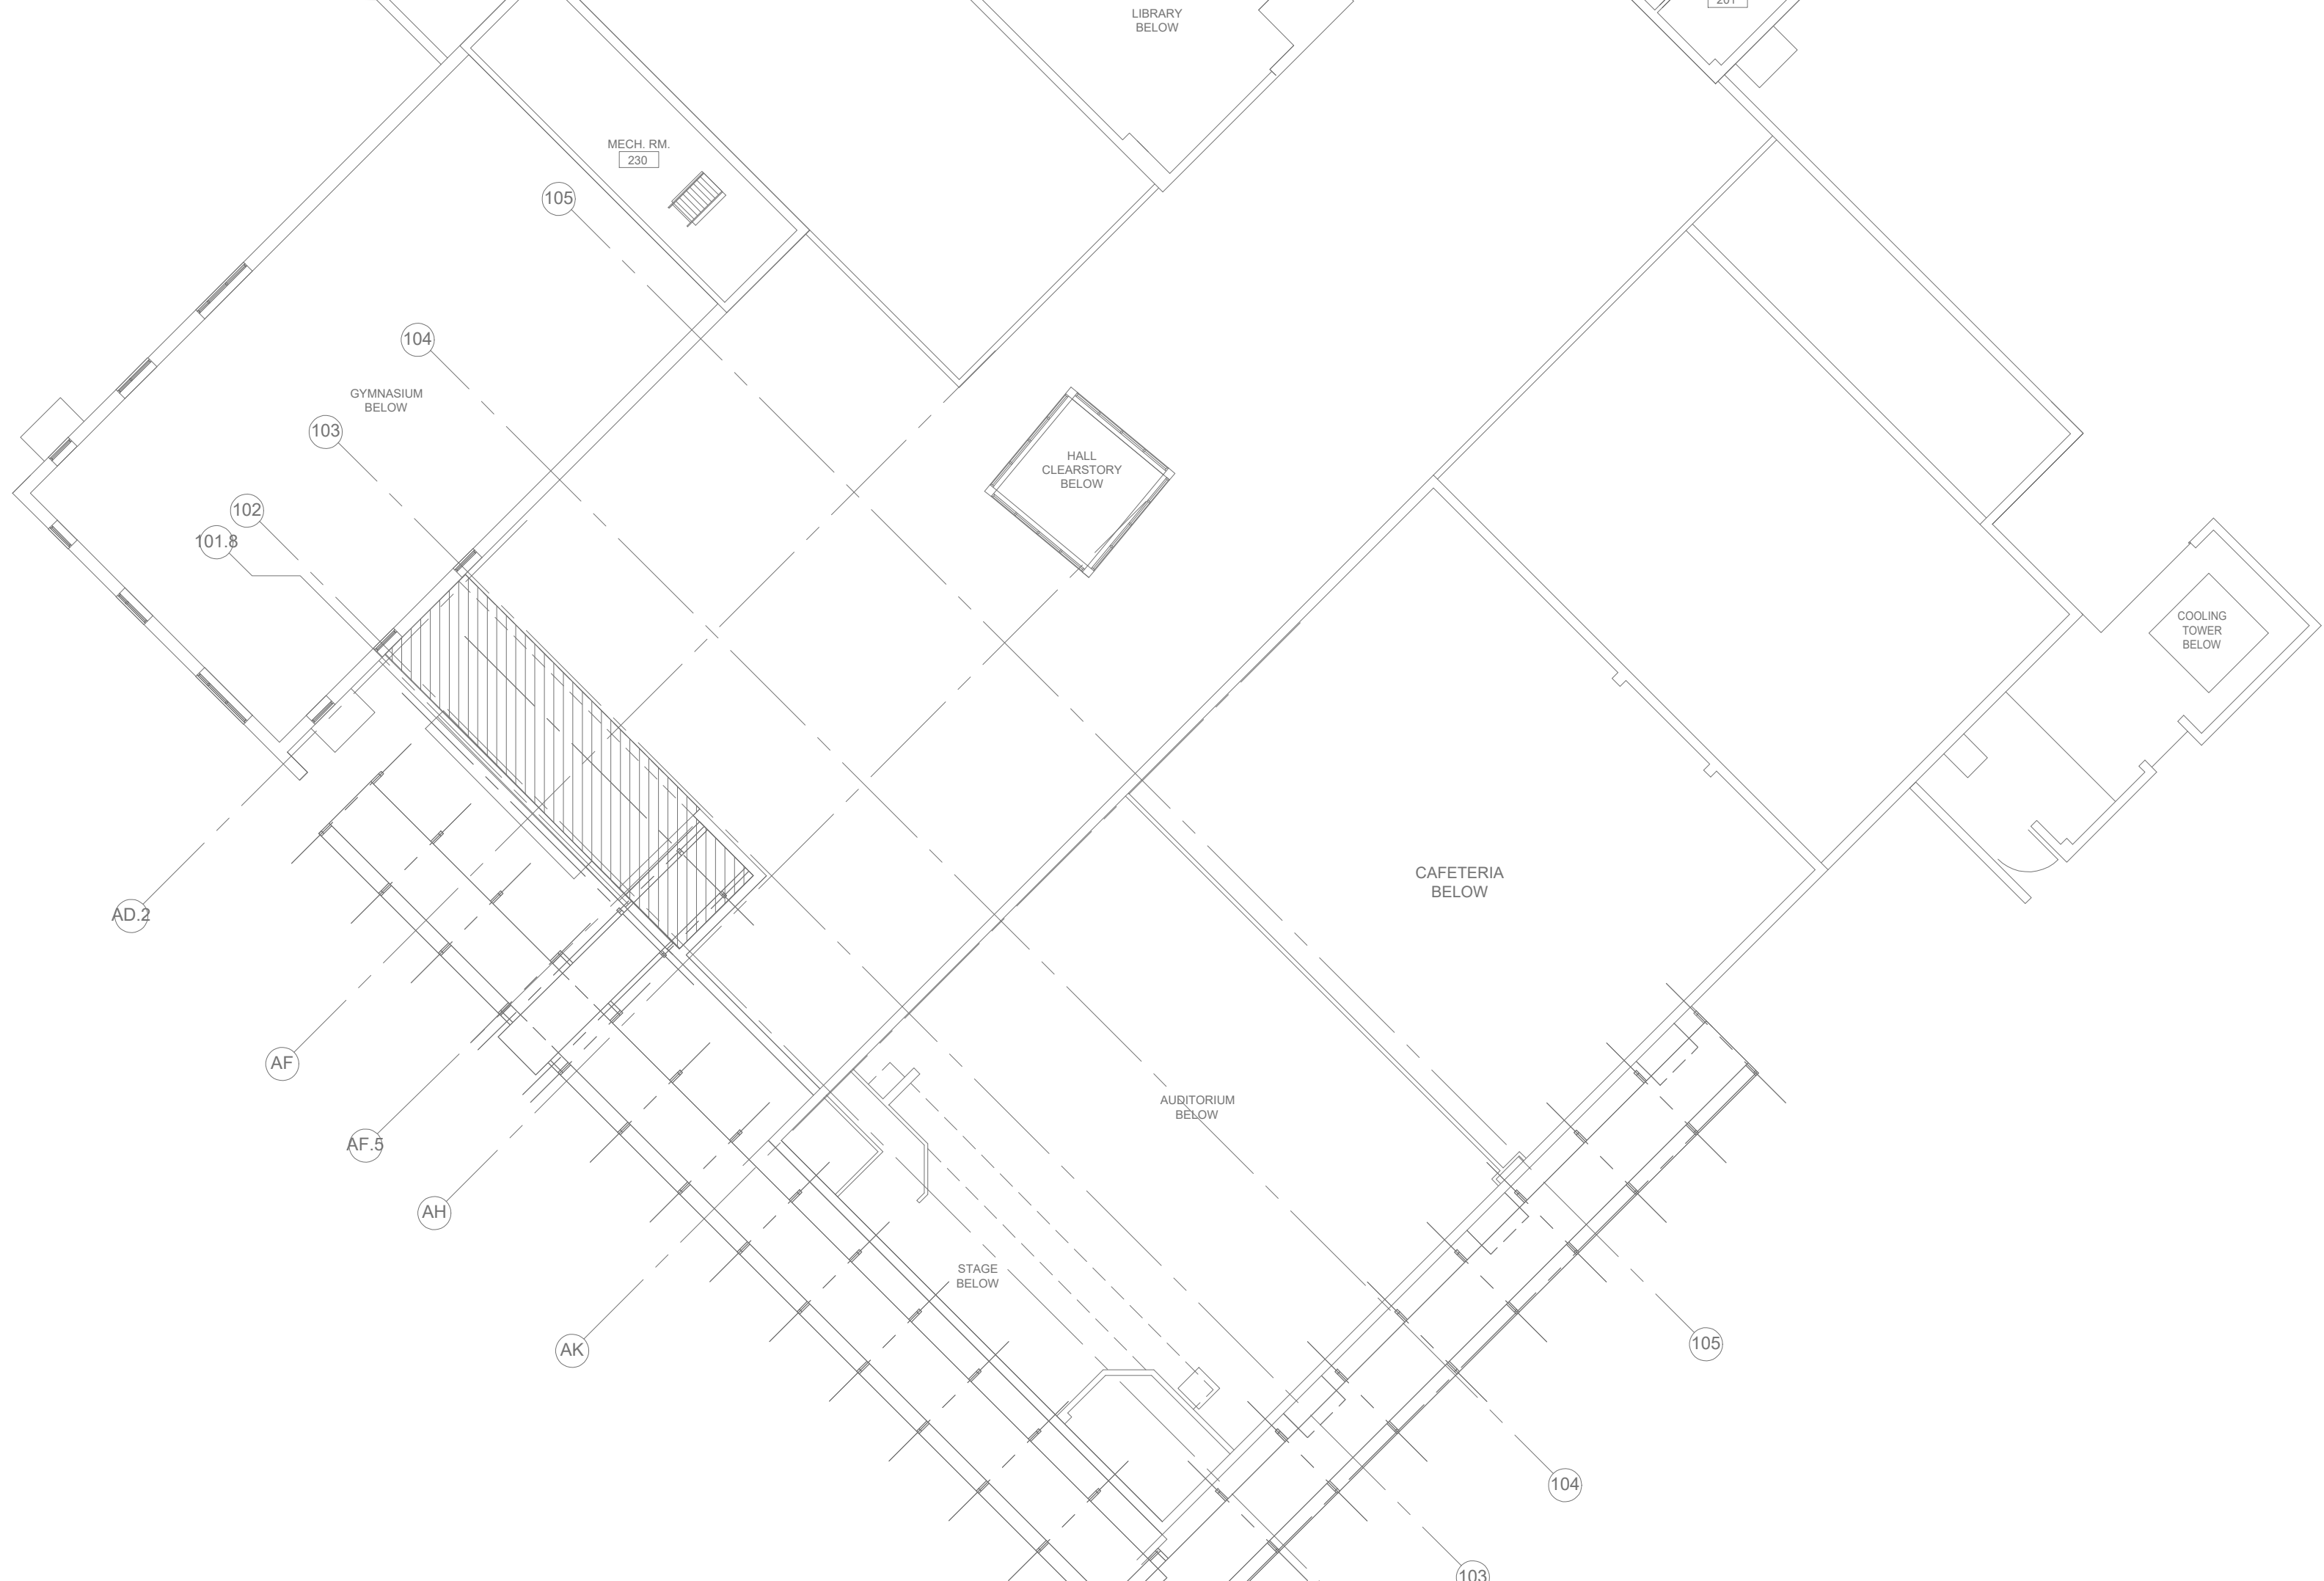 LIBRARY
BELOW
201
MECH. RM.
230
105
104
GYMNASIUM
BELOW
103
HALL
CLEARSTORY
BELOW
102
101.8
COOLING
TOWER
BELOW
CAFETERIA
BELOW
AD.2
AF
AUDITORIUM
BELOW
AF.5
AH
STAGE
BELOW
AK
105
104
103